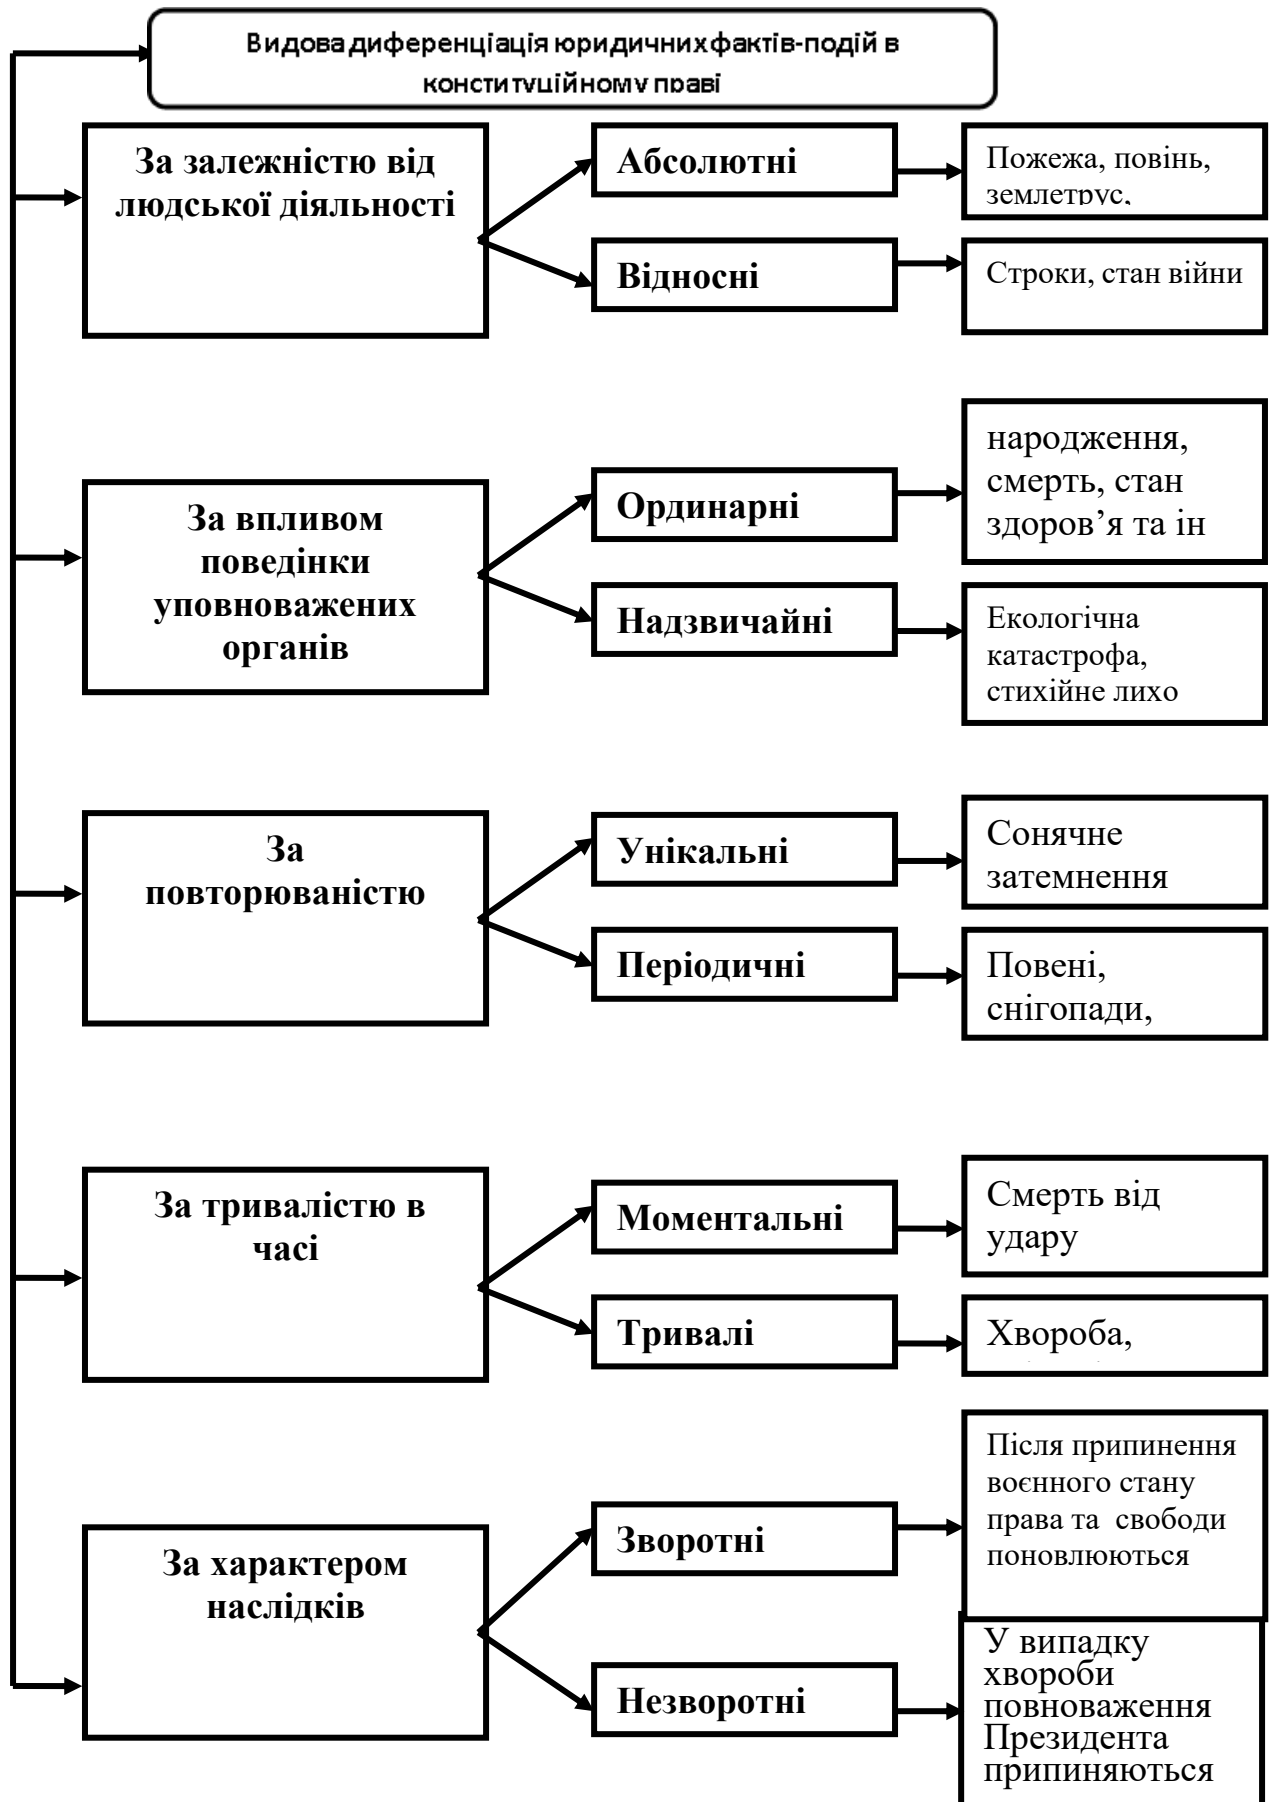 Видова диференціація юридичних фактів-подій в
конституційному праві
За залежністю від
людської діяльності
Абсолютні
Пожежа, повінь,
землетрус,
Відносні
Строки, стан війни
За впливом
поведінки
уповноважених
органів
Ординарні
народження,
смерть, стан
здоров’я та ін
Надзвичайні
Екологічна
катастрофа,
стихійне лихо
За
повторюваністю
Унікальні
Сонячне
затемнення
Періодичні
Повені,
снігопади,
За тривалістю в
часі
Моментальні
Смерть від
удару
Тривалі
Хвороба,
За характером
наслідків
Зворотні
Після припинення
воєнного стану
права та свободи
поновлюються
Незворотні
У випадку
хвороби
повноваження
Президента
припиняються